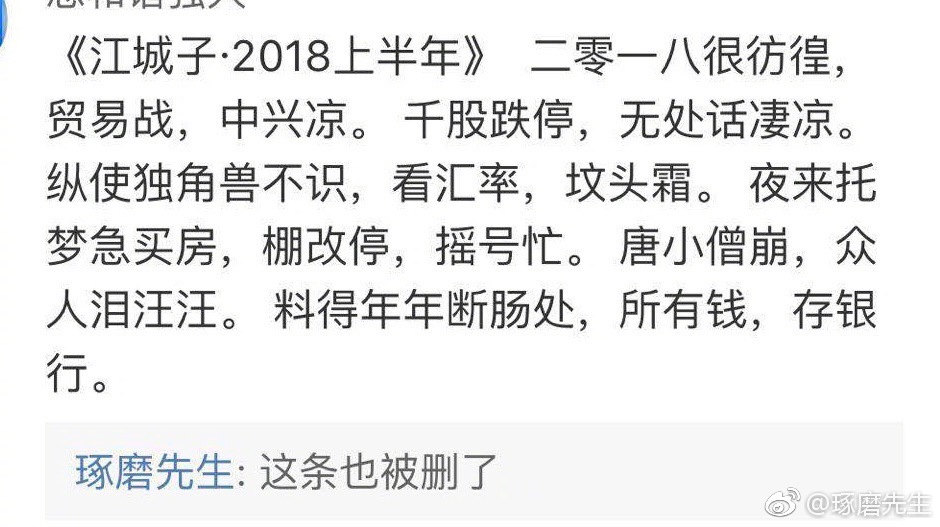 《江城子·2018上半年》 二零一八很彷徨，
贸易战，中兴凉。 千股跌停，无处话凄凉。
纵使独角兽不识，看汇率，坟头霜。 夜来托
梦急买房，棚改停，摇号忙。 唐小僧崩，众
人泪汪汪。 料得年年断肠处，所有钱，存银
行。
琢磨先生: 这条也被删了
@琢磨先生